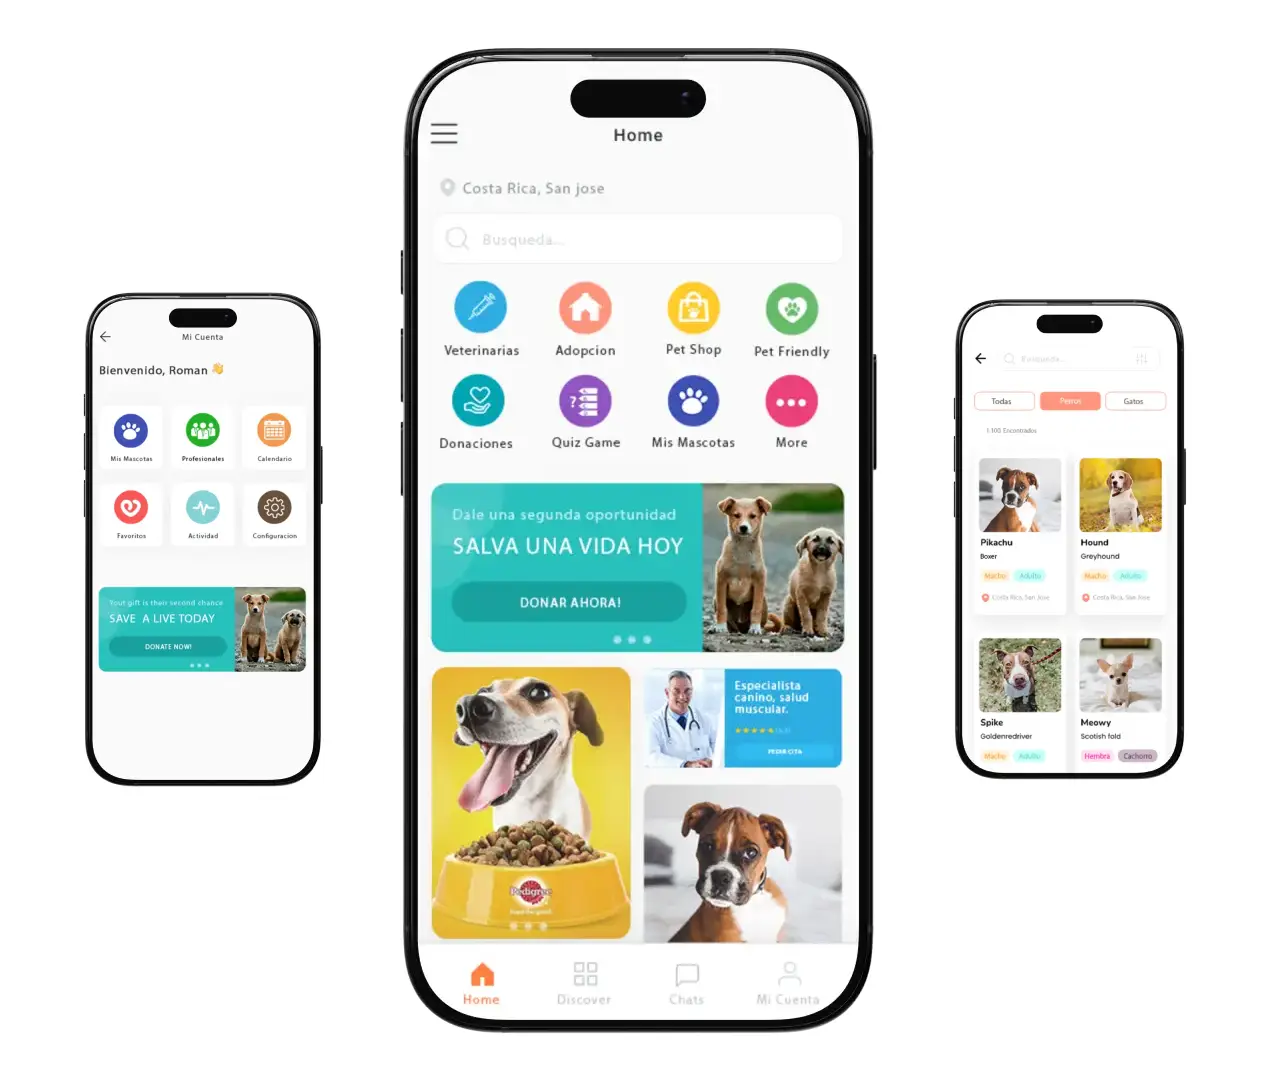 Mi Cuenta
Bienvenido, Roman
Mis Mascotas
Profesionales
Calendario
Favoritos
Actividad
Configuracion
Your gift is their second chance
SAVE A LIVE TODAY
DONATE NOW!
Home
Costa Rica, San jose
Busqueda...
Veterinarias
Adopcion
Pet Shop
Pet Friendly
Donaciones
Quiz Game
Mis Mascotas
More
Dale una segunda oportunidad
SALVA UNA VIDA HOY
DONAR AHORA!
Especialista
canino, salud
muscular.
PEDIR CITA
Pedigree
Home
Discover
Chats
Mi Cuenta
Busqueda...
Todas
Perros
Gatos
1.100 Encontrados
Pikachu
Boxer
Macho
Adulto
Costa Rica, San Jose
Hound
Greyhound
Macho
Adulto
Costa Rica, San Jose
Spike
Goldenredriver
Macho
Adulto
Meowy
Scotish fold
Hembra
Cachorro